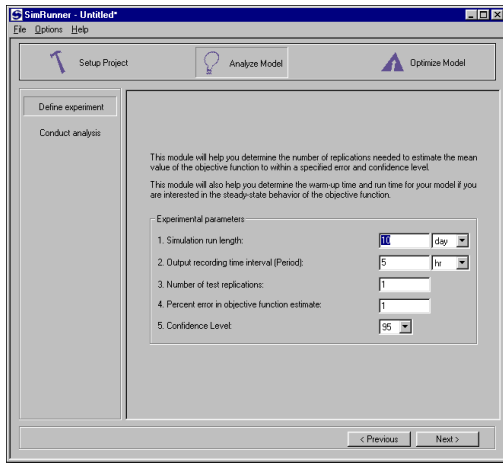 SimRunner - Untitled*
File Options Help
Setup Project
Analyze Model
Optimize Model
Define experiment
Conduct analysis
This module will help you determine the number of replications needed to estimate the mean
value of the objective function to within a specified error and confidence level.
This module will also help you determine the warm-up time and run time for your model if you
are interested in the steady-state behavior of the objective function.
Experimental parameters
1. Simulation run length: 10 day
2. Output recording time interval (Period): 5 hr
3. Number of test replications: 1
4. Percent error in objective function estimate: 1
5. Confidence Level: 95
< Previous Next >